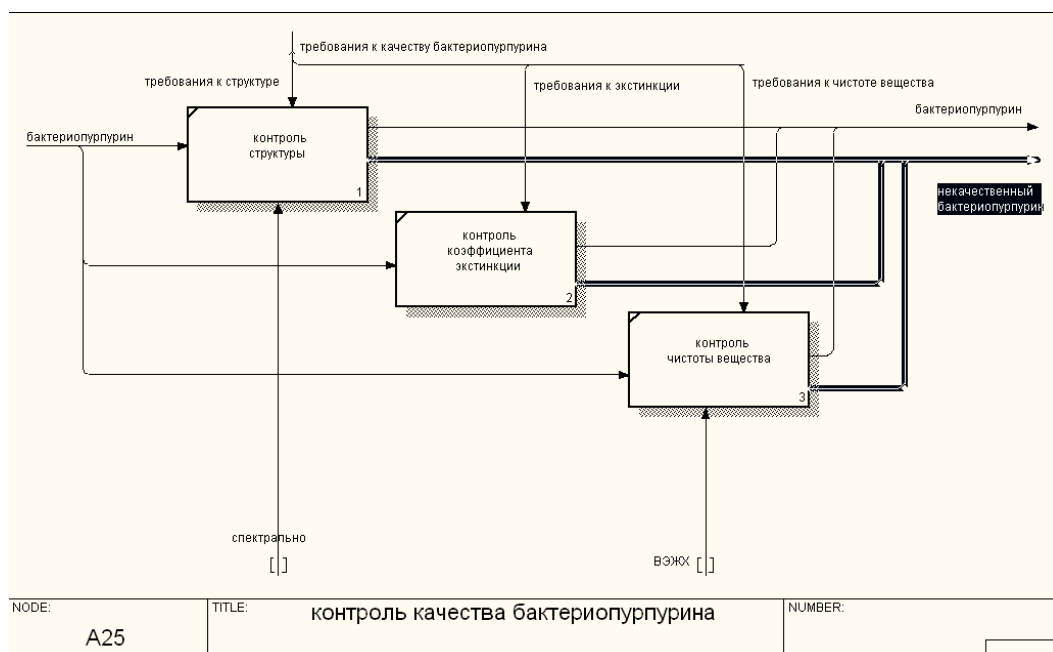 требования к качеству бактериопурпурина
требования к структуре
требования к экстинкции
требования к чистоте вещества
бактериопурпурин
бактериопурпурин
контроль
структуры
1
некачественный
бактериопурпурин
контроль
коэффициента
экстинкции
2
контроль
чистоты вещества
3
спектрально
ВЭЖХ
NODE:
TITLE:
контроль качества бактериопурпурина
NUMBER:
A25